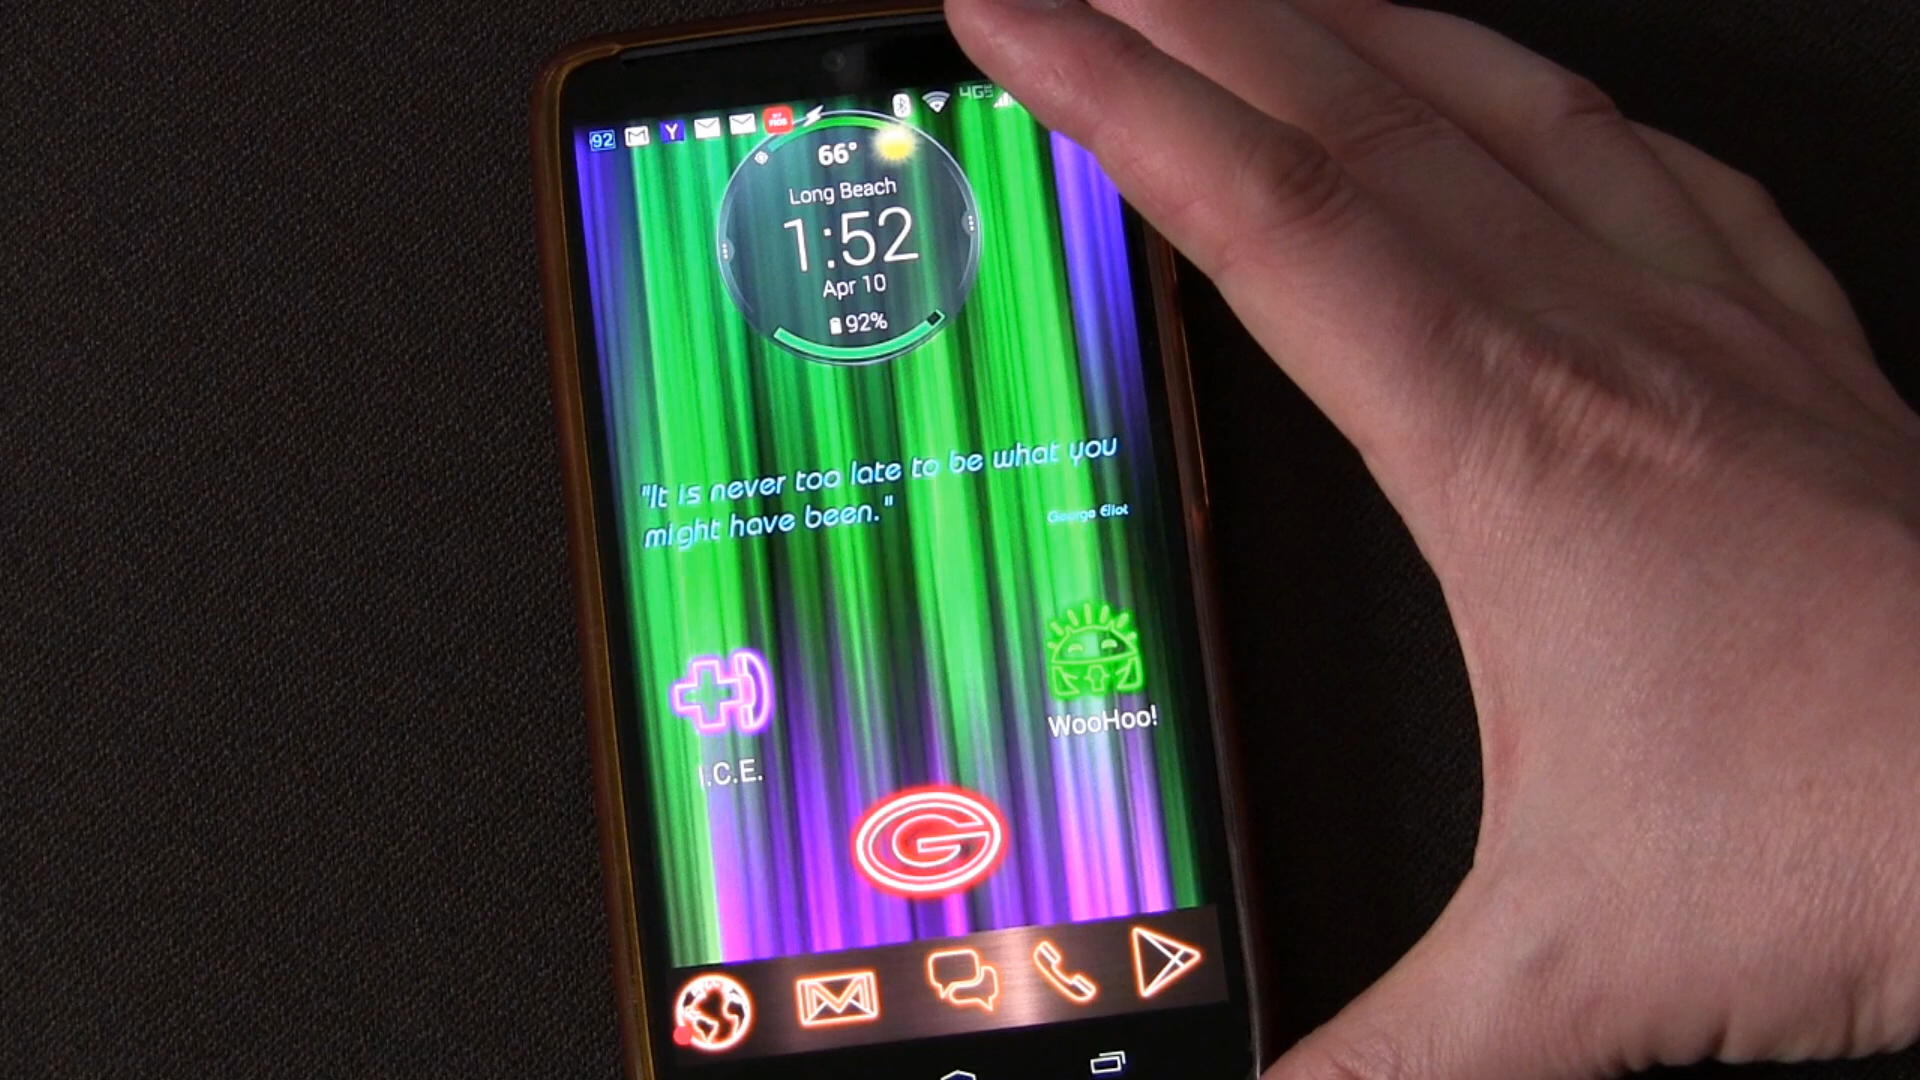 92
Y
FIOS
4G
66°
Long Beach
1:52
Apr 10
92%
"It is never too late to be what you
might have been."
George Eliot
I.C.E.
WooHoo!
G